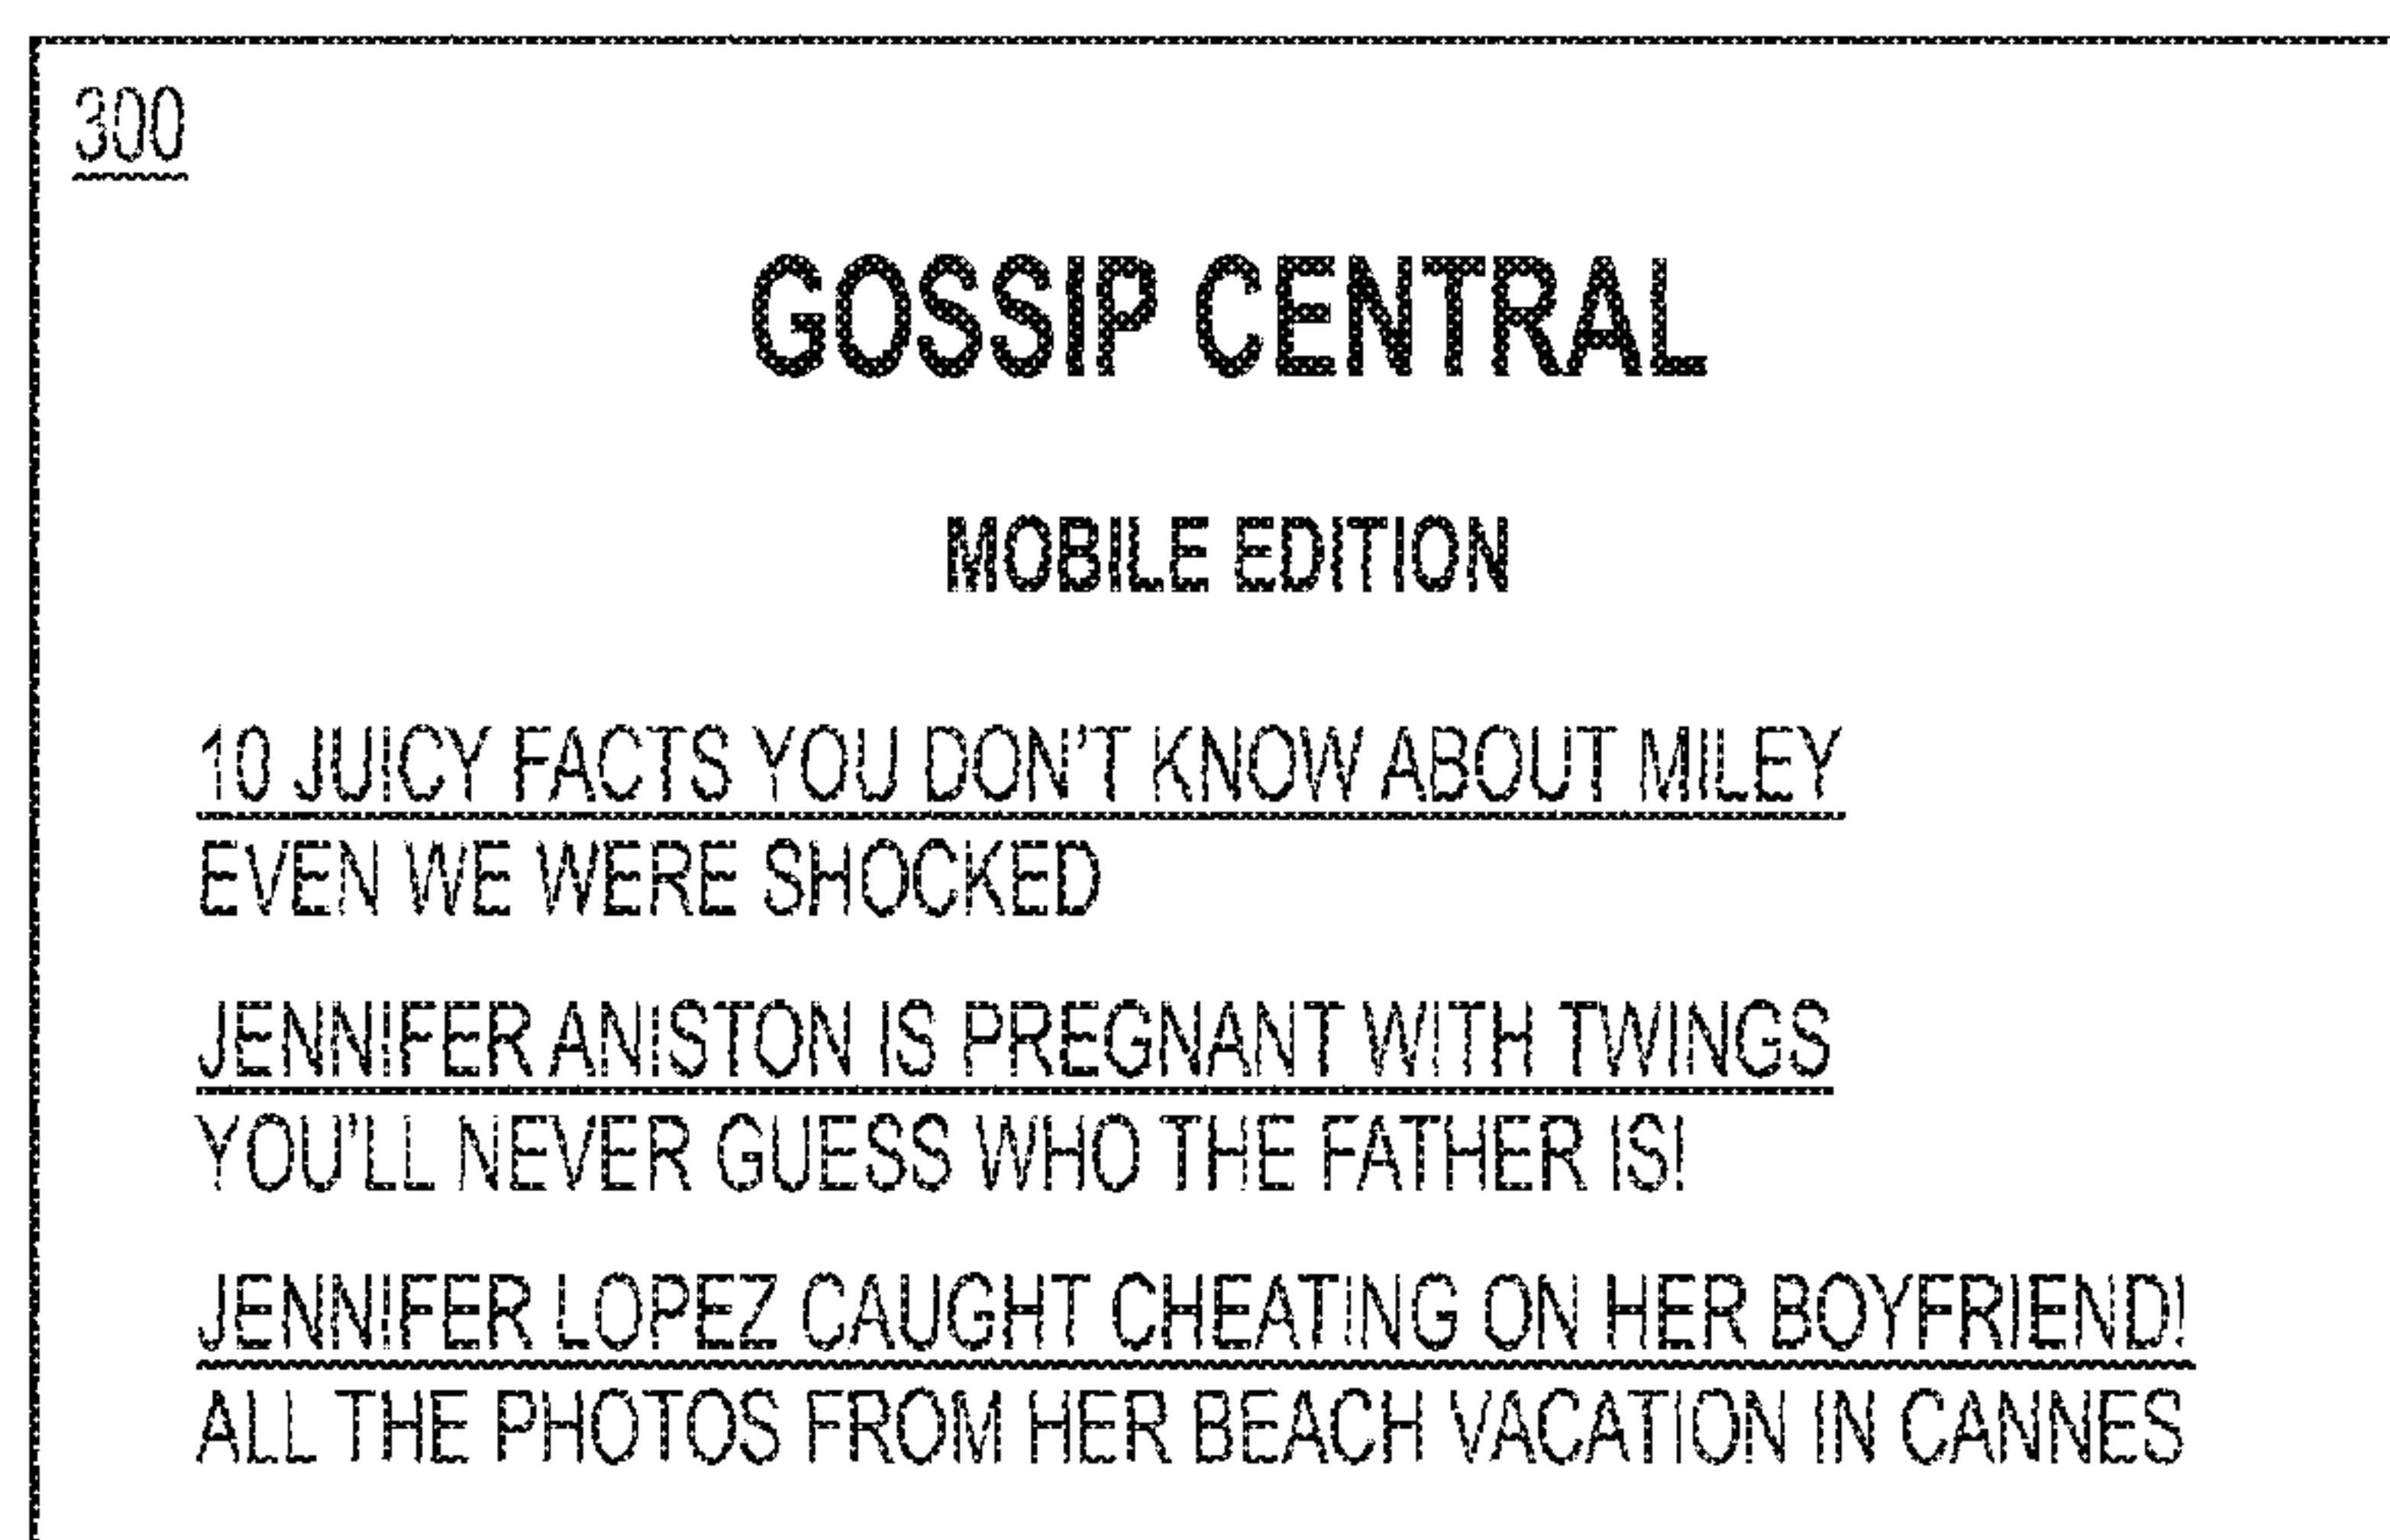 300
GOSSIP CENTRAL
MOBILE EDITION
10 JUICY FACTS YOU DON'T KNOW ABOUT MILEY
EVEN WE WERE SHOCKED
JENNIFER ANISTON IS PREGNANT WITH TWINGS
YOU'LL NEVER GUESS WHO THE FATHER IS!
JENNIFER LOPEZ CAUGHT CHEATING ON HER BOYFRIEND!
ALL THE PHOTOS FROM HER BEACH VACATION IN CANNES